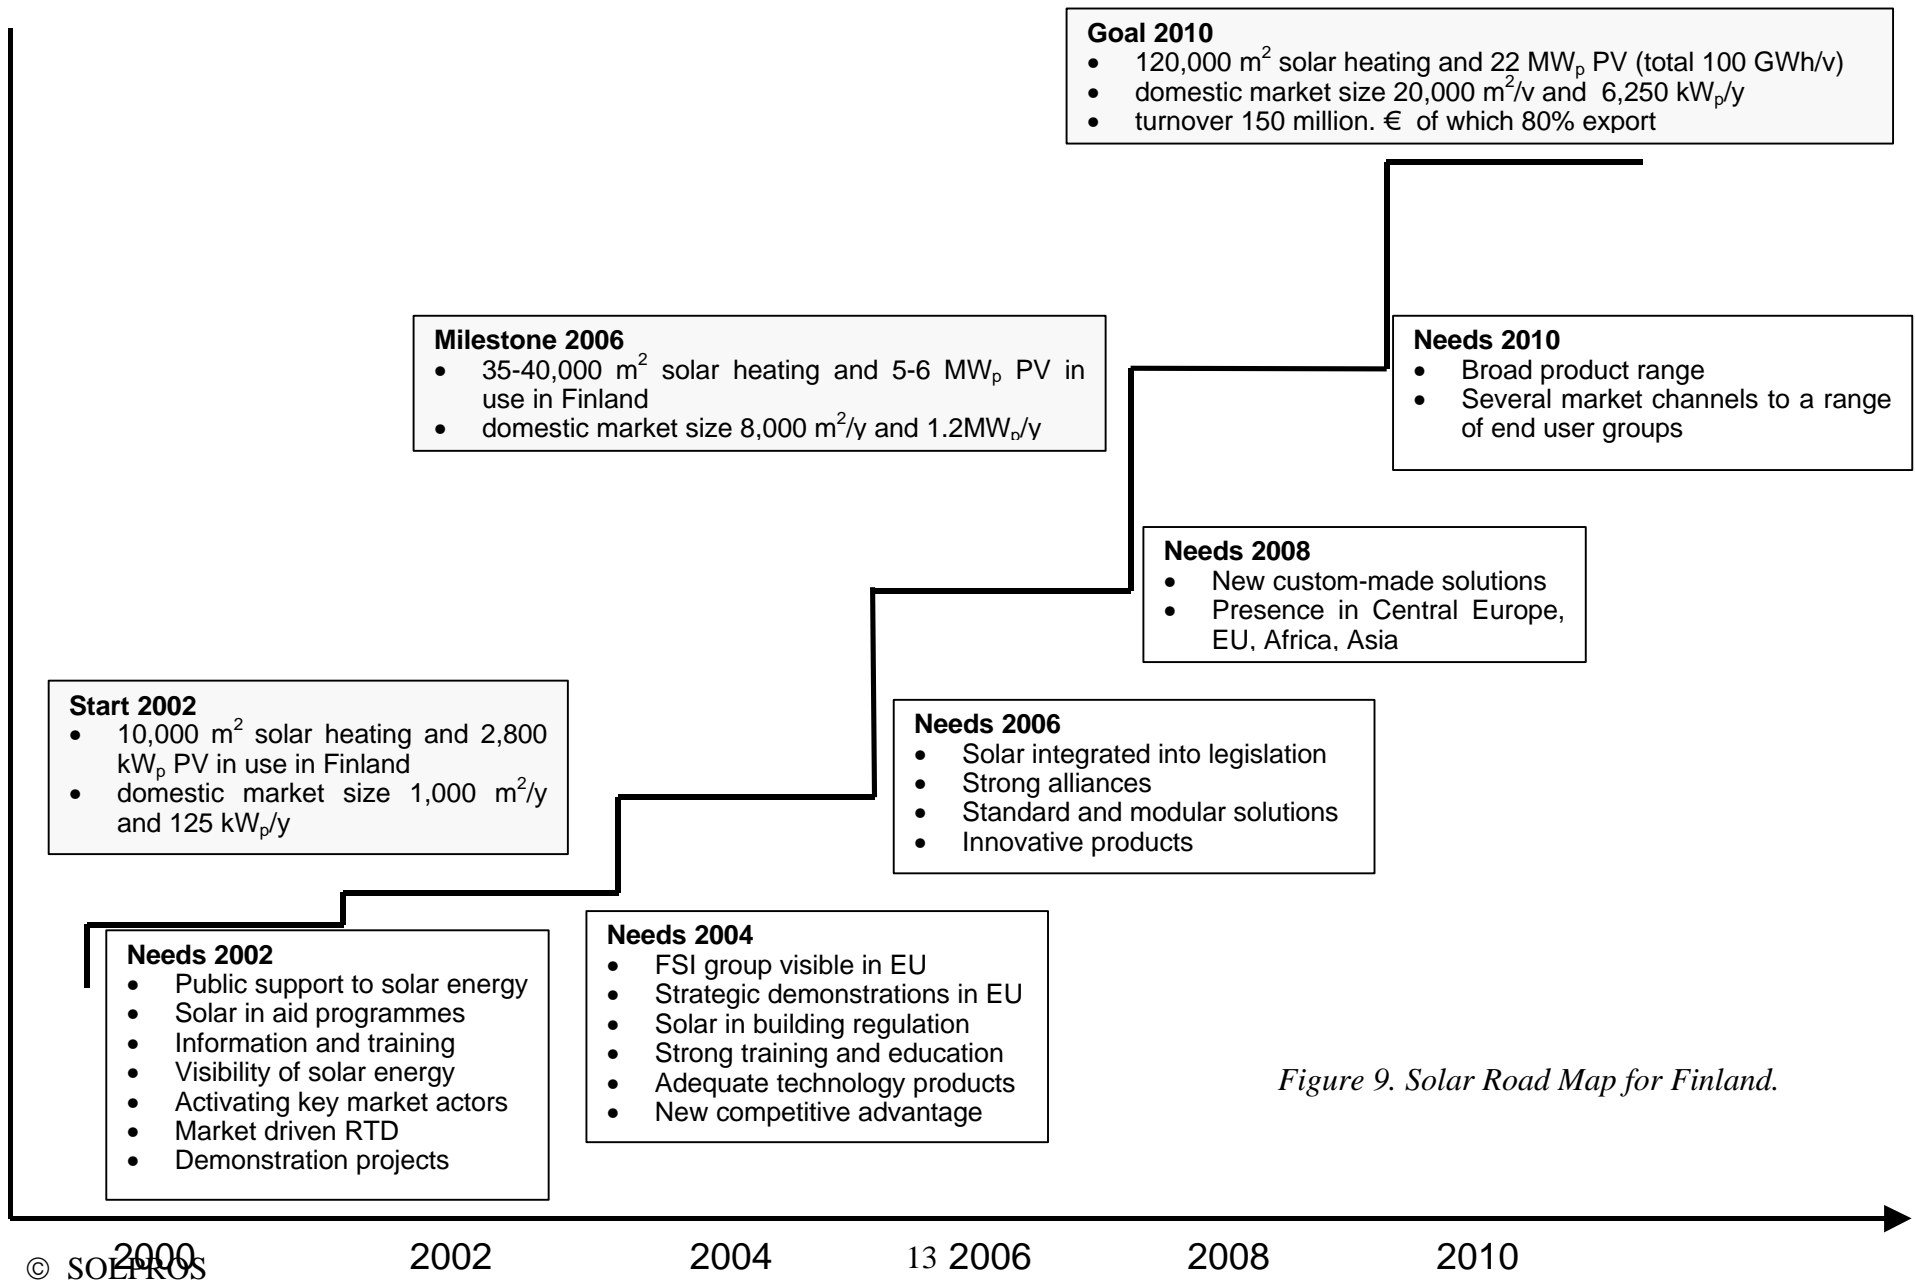 Goal 2010
• 120,000 m² solar heating and 22 MWₚ PV (total 100 GWh/v)
• domestic market size 20,000 m²/v and 6,250 kWₚ/y
• turnover 150 million. € of which 80% export
Milestone 2006
• 35-40,000 m² solar heating and 5-6 MWₚ PV in
use in Finland
• domestic market size 8,000 m²/y and 1.2MWₚ/y
Needs 2010
• Broad product range
• Several market channels to a range
of end user groups
Needs 2008
• New custom-made solutions
• Presence in Central Europe,
EU, Africa, Asia
Start 2002
• 10,000 m² solar heating and 2,800
kWₚ PV in use in Finland
• domestic market size 1,000 m²/y
and 125 kWₚ/y
Needs 2006
• Solar integrated into legislation
• Strong alliances
• Standard and modular solutions
• Innovative products
Needs 2002
• Public support to solar energy
• Solar in aid programmes
• Information and training
• Visibility of solar energy
• Activating key market actors
• Market driven RTD
• Demonstration projects
Needs 2004
• FSI group visible in EU
• Strategic demonstrations in EU
• Solar in building regulation
• Strong training and education
• Adequate technology products
• New competitive advantage
Figure 9. Solar Road Map for Finland.
2000 2002 2004 2006 2008 2010
© SOLPROS 13